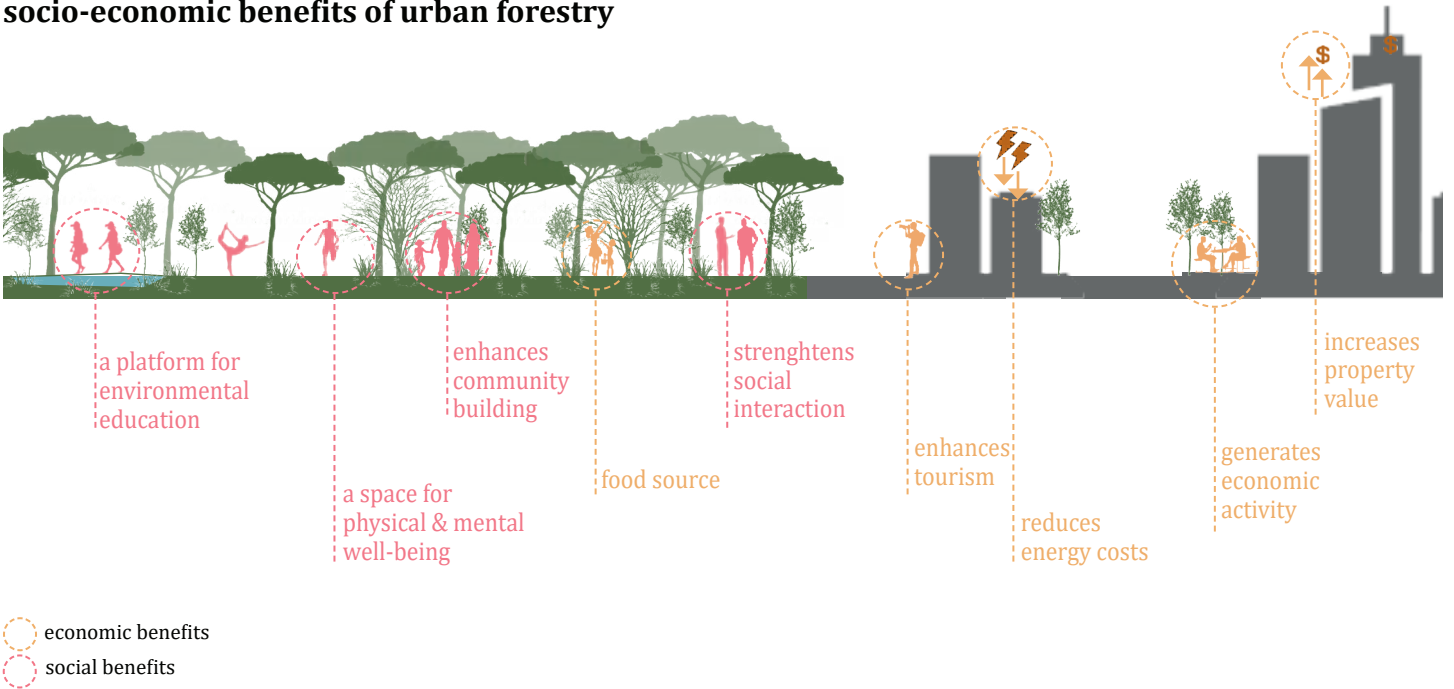 socio-economic benefits of urban forestry
$
$
a platform for
environmental
education
a space for
physical & mental
well-being
enhances
community
building
food source
strenghtens
social
interaction
enhances
tourism
reduces
energy costs
generates
economic
activity
increases
property
value
economic benefits
social benefits